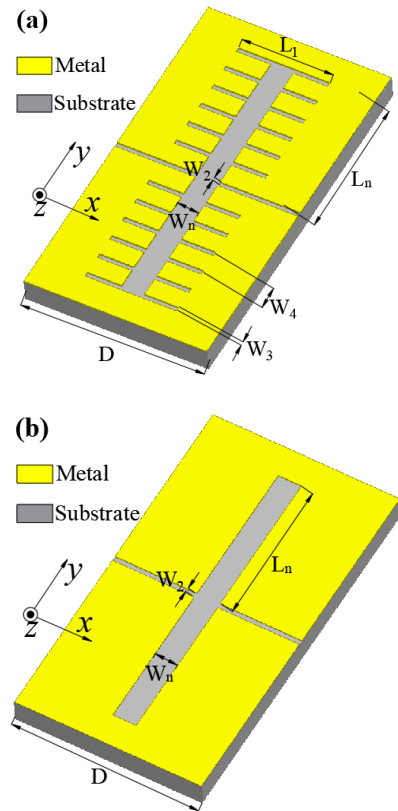 (a)
Metal
Substrate
L1
Ln
W2
Wn
y
z
x
W4
W3
D
(b)
Metal
Substrate
Ln
W2
y
z
x
Wn
D